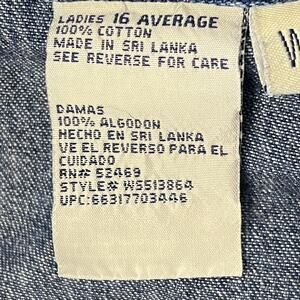 LADIES 16 AVERAGE
100% COTTON
MADE IN SRI LANKA
SEE REVERSE FOR CARE
DAMAS
100% ALGODON
HECHO EN SRI LANKA
VE EL REVERSO PARA EL
CUIDADO
RN# 52469
STYLE# WS513864
UPC:66317703446
W